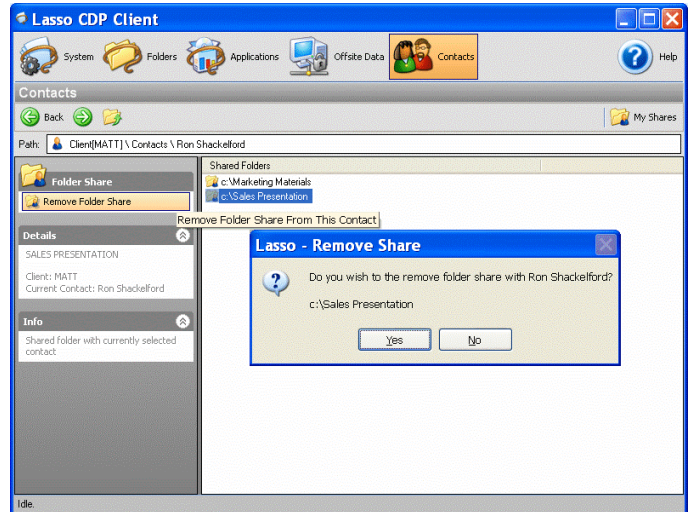 Lasso CDP Client
System
Folders
Applications
Offsite Data
Contacts
Help
Contacts
Back
My Shares
Path: Client[MATT] \ Contacts \ Ron Shackelford
Folder Share
Remove Folder Share
Shared Folders
c:\Marketing Materials
c:\Sales Presentation
Remove Folder Share From This Contact
Details
SALES PRESENTATION
Client: MATT
Current Contact: Ron Shackelford
Info
Shared folder with currently selected
contact
Lasso - Remove Share
Do you wish to the remove folder share with Ron Shackelford?
c:\Sales Presentation
Yes
No
Idle.